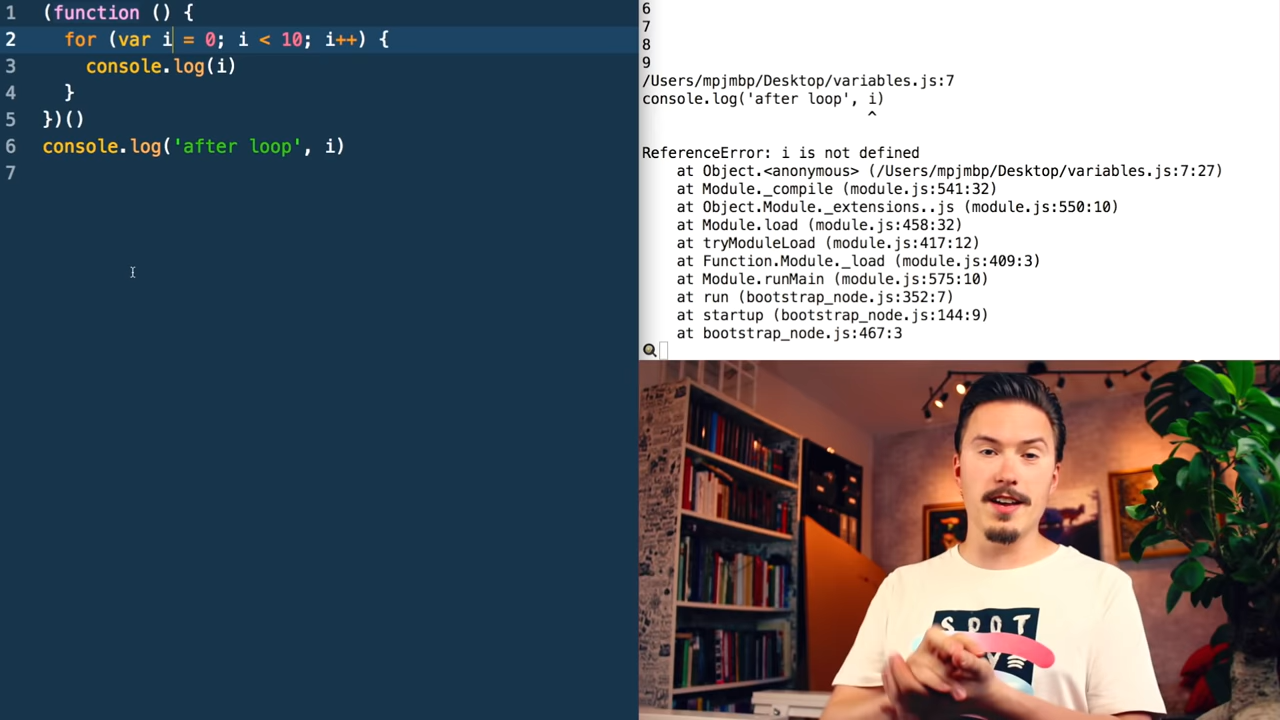 1 (function () {
2 for (var i = 0; i < 10; i++) {
3 console.log(i)
4 }
5 })()
6 console.log('after loop', i)
7
6
7
8
9
/Users/mpjmbp/Desktop/variables.js:7
console.log('after loop', i)
^
ReferenceError: i is not defined
at Object.<anonymous> (/Users/mpjmbp/Desktop/variables.js:7:27)
at Module._compile (module.js:541:32)
at Object.Module._extensions..js (module.js:550:10)
at Module.load (module.js:458:32)
at tryModuleLoad (module.js:417:12)
at Function.Module._load (module.js:409:3)
at Module.runMain (module.js:575:10)
at run (bootstrap_node.js:352:7)
at startup (bootstrap_node.js:144:9)
at bootstrap_node.js:467:3